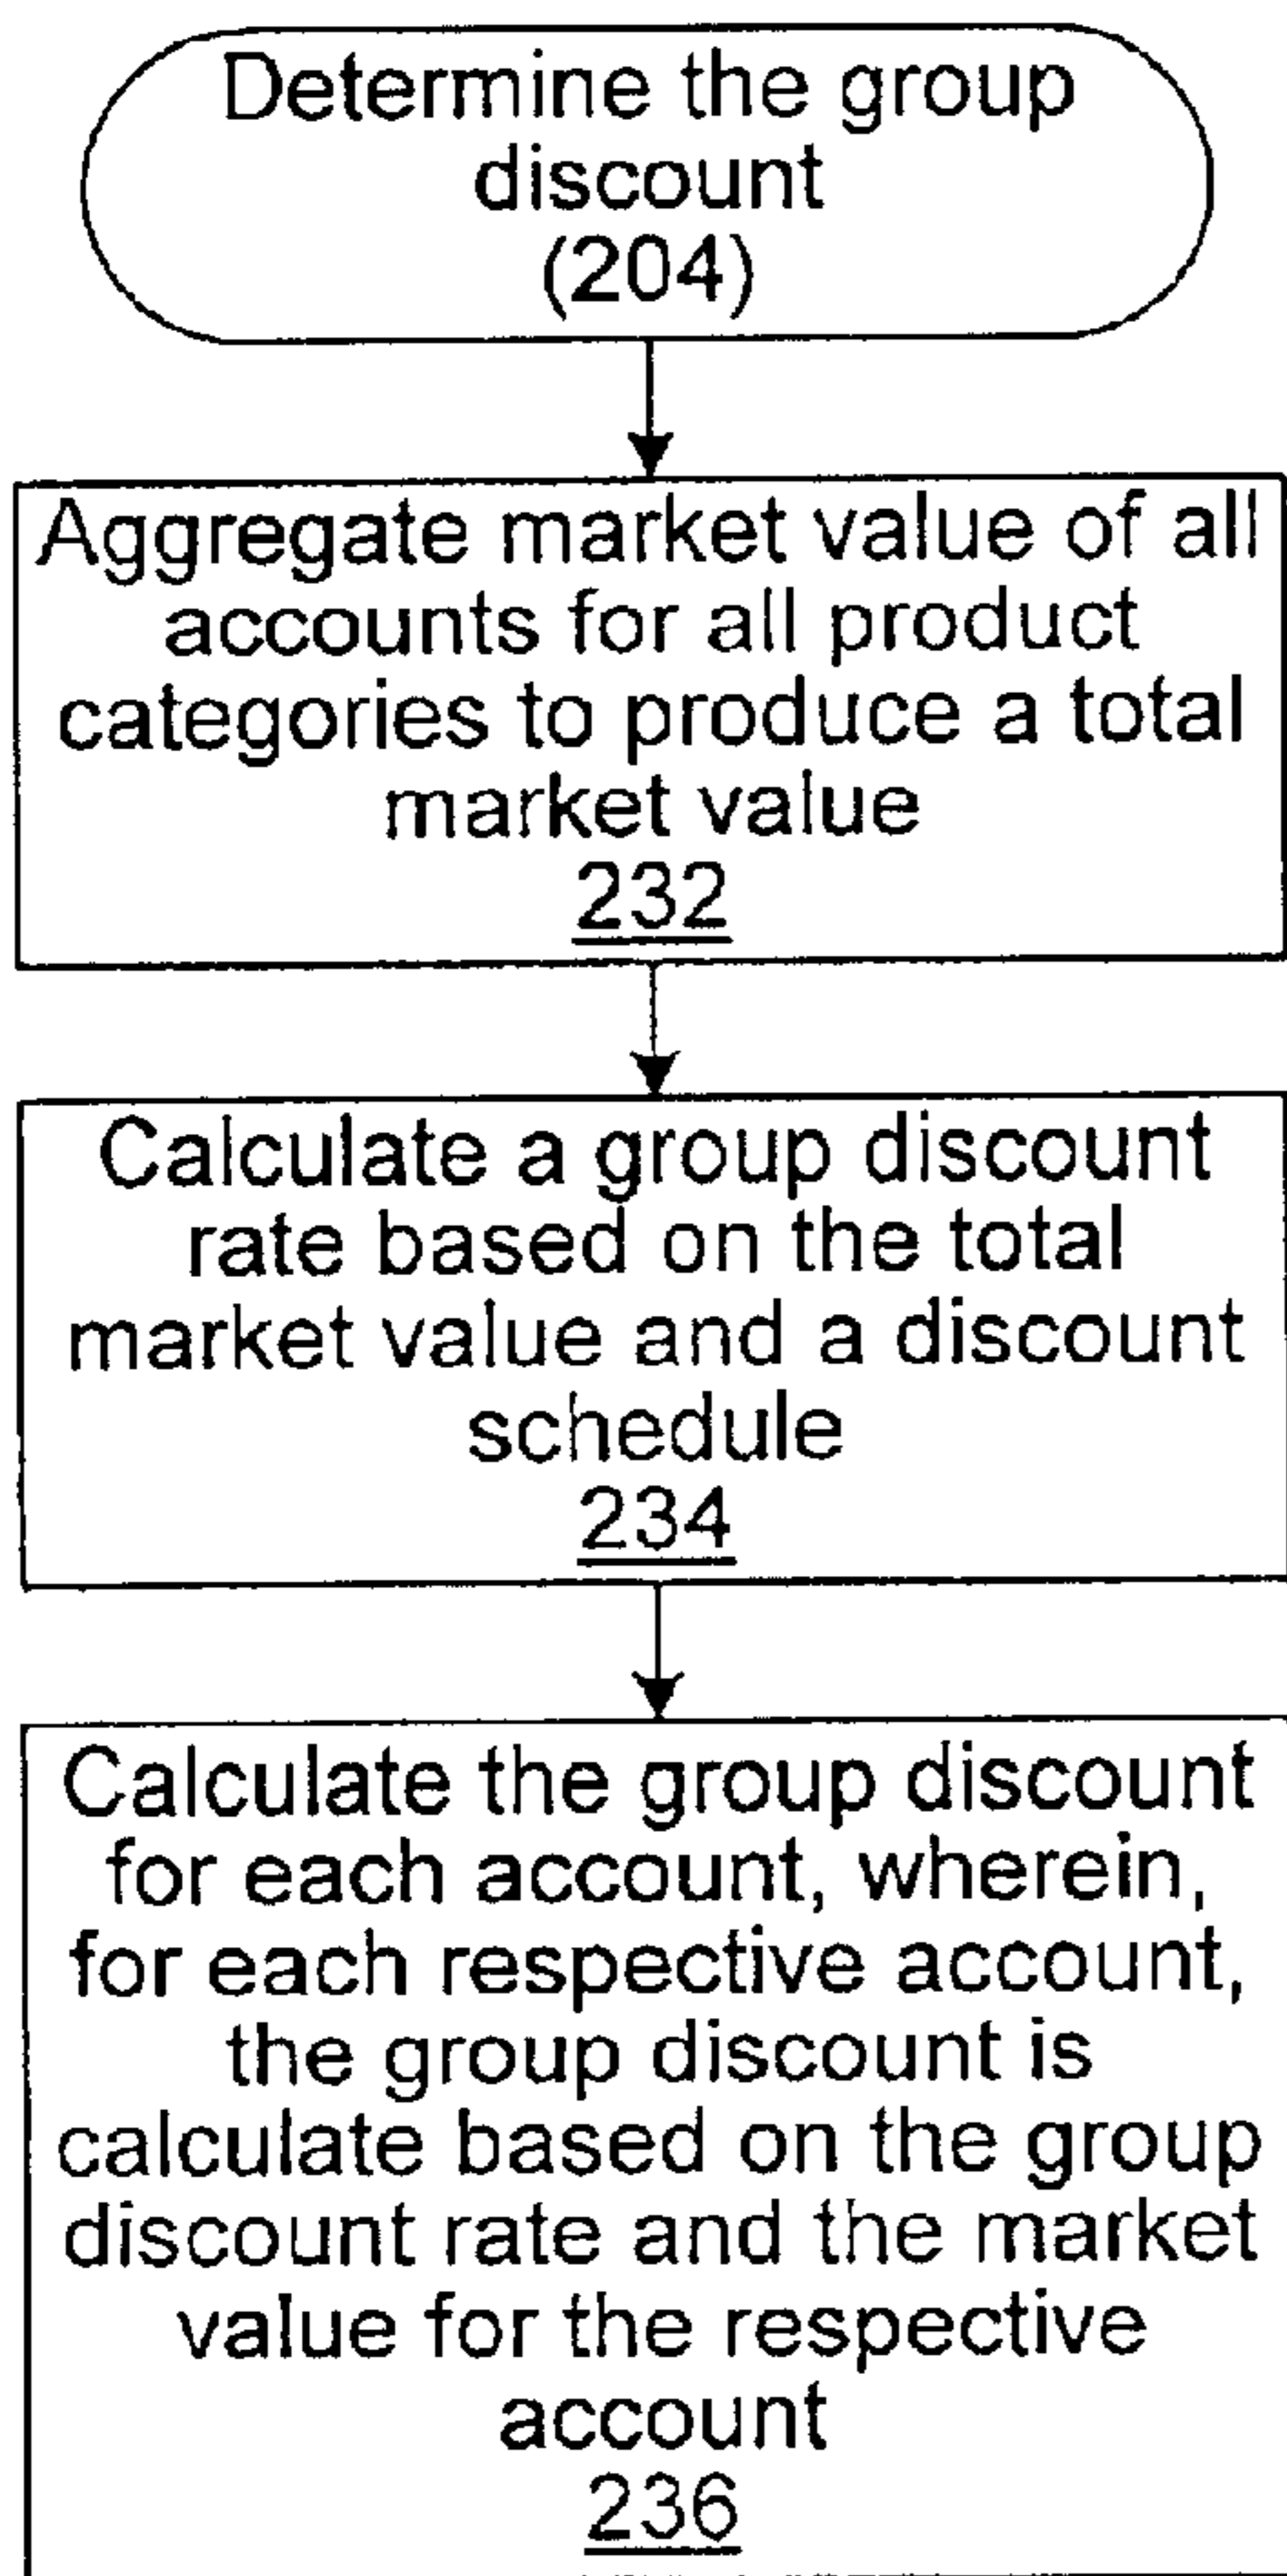 Determine the group
discount
(204)
Aggregate market value of all
accounts for all product
categories to produce a total
market value
232
Calculate a group discount
rate based on the total
market value and a discount
schedule
234
Calculate the group discount
for each account, wherein,
for each respective account,
the group discount is
calculate based on the group
discount rate and the market
value for the respective
account
236